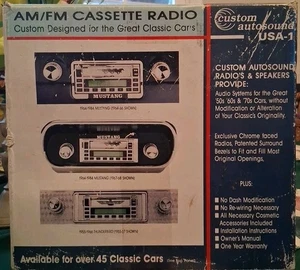 AM/FM CASSETTE RADIO
Custom Designed for the Great Classic Cars
custom
autosound
USA-1
MUSTANG
CUSTOM AUTOSOUND
RADIO'S & SPEAKERS
PROVIDE:
Audio Systems for the Great
'50s '60s & '70s Cars, without
Modification or Alteration
of Your Classic's Originality.
Exclusive Chrome faced
Radios, Patented Surround
Bezels to Fit and Fill Most
Original Openings.
PLUS:
No Dash Modification
No Re-wiring Necessary
All Necessary Cosmetic
Accessories Included
Installation Instructions
Owner's Manual
One Year Warranty
Available for over 45 Classic Cars